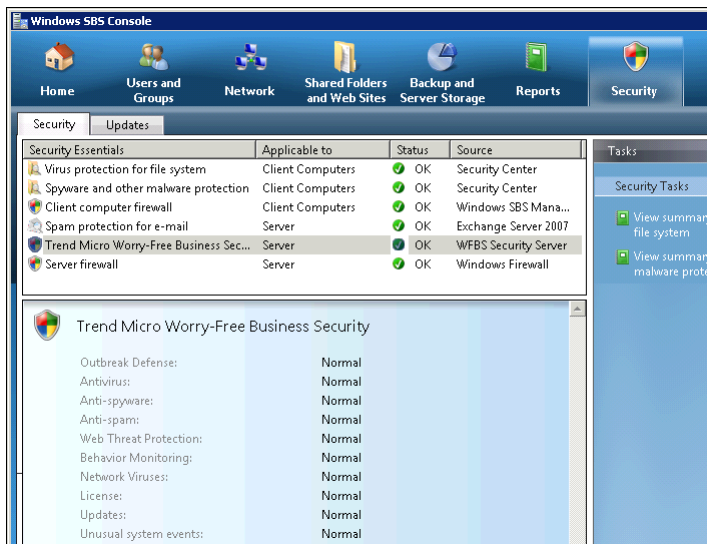 Windows SBS Console
Home
Users and Groups
Network
Shared Folders and Web Sites
Backup and Server Storage
Reports
Security
Security Updates
Security Essentials Applicable to Status Source
Virus protection for file system Client Computers OK Security Center
Spyware and other malware protection Client Computers OK Security Center
Client computer firewall Client Computers OK Windows SBS Mana...
Spam protection for e-mail Server OK Exchange Server 2007
Trend Micro Worry-Free Business Sec... Server OK WFBS Security Server
Server firewall Server OK Windows Firewall
Tasks
Security Tasks
View summary
file system
View summary
malware prote
Trend Micro Worry-Free Business Security
Outbreak Defense: Normal
Antivirus: Normal
Anti-spyware: Normal
Anti-spam: Normal
Web Threat Protection: Normal
Behavior Monitoring: Normal
Network Viruses: Normal
License: Normal
Updates: Normal
Unusual system events: Normal